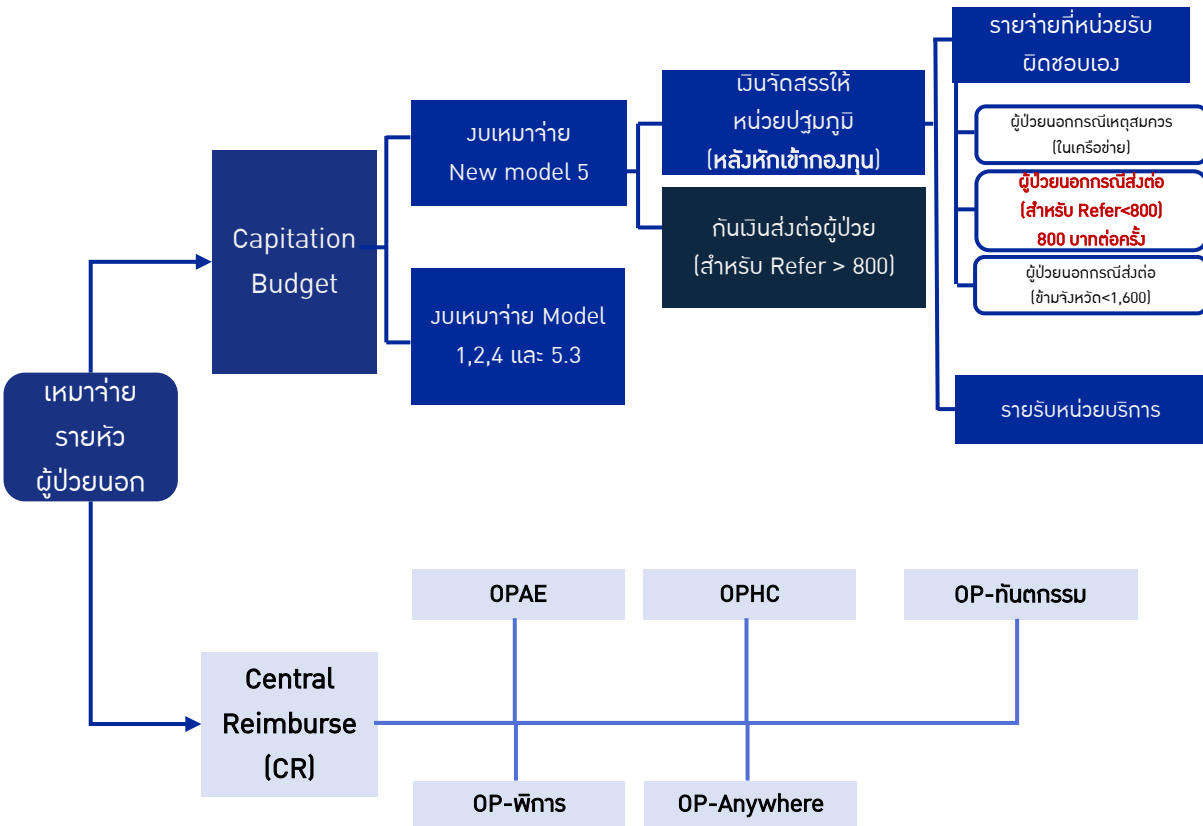 รายจ่ายที่หน่วยรับ
ผิดชอบเอง
เงินจัดสรรให้
หน่วยปฐมภูมิ
(หลังหักเข้ากองทุน)
งบเหมาจ่าย
New model 5
ผู้ป่วยนอกกรณีเหตุสมควร
(ในเครือข่าย)
ผู้ป่วยนอกกรณีส่งต่อ
(สำหรับ Refer<800)
800 บาทต่อครั้ง
กันเงินส่งต่อผู้ป่วย
(สำหรับ Refer > 800)
Capitation
Budget
ผู้ป่วยนอกกรณีส่งต่อ
(ข้ามจังหวัด<1,600)
งบเหมาจ่าย Model
1,2,4 และ 5.3
เหมาจ่าย
รายหัว
ผู้ป่วยนอก
รายรับหน่วยบริการ
OPAE
OPHC
OP-ทันตกรรม
Central
Reimburse
(CR)
OP-พิการ
OP-Anywhere